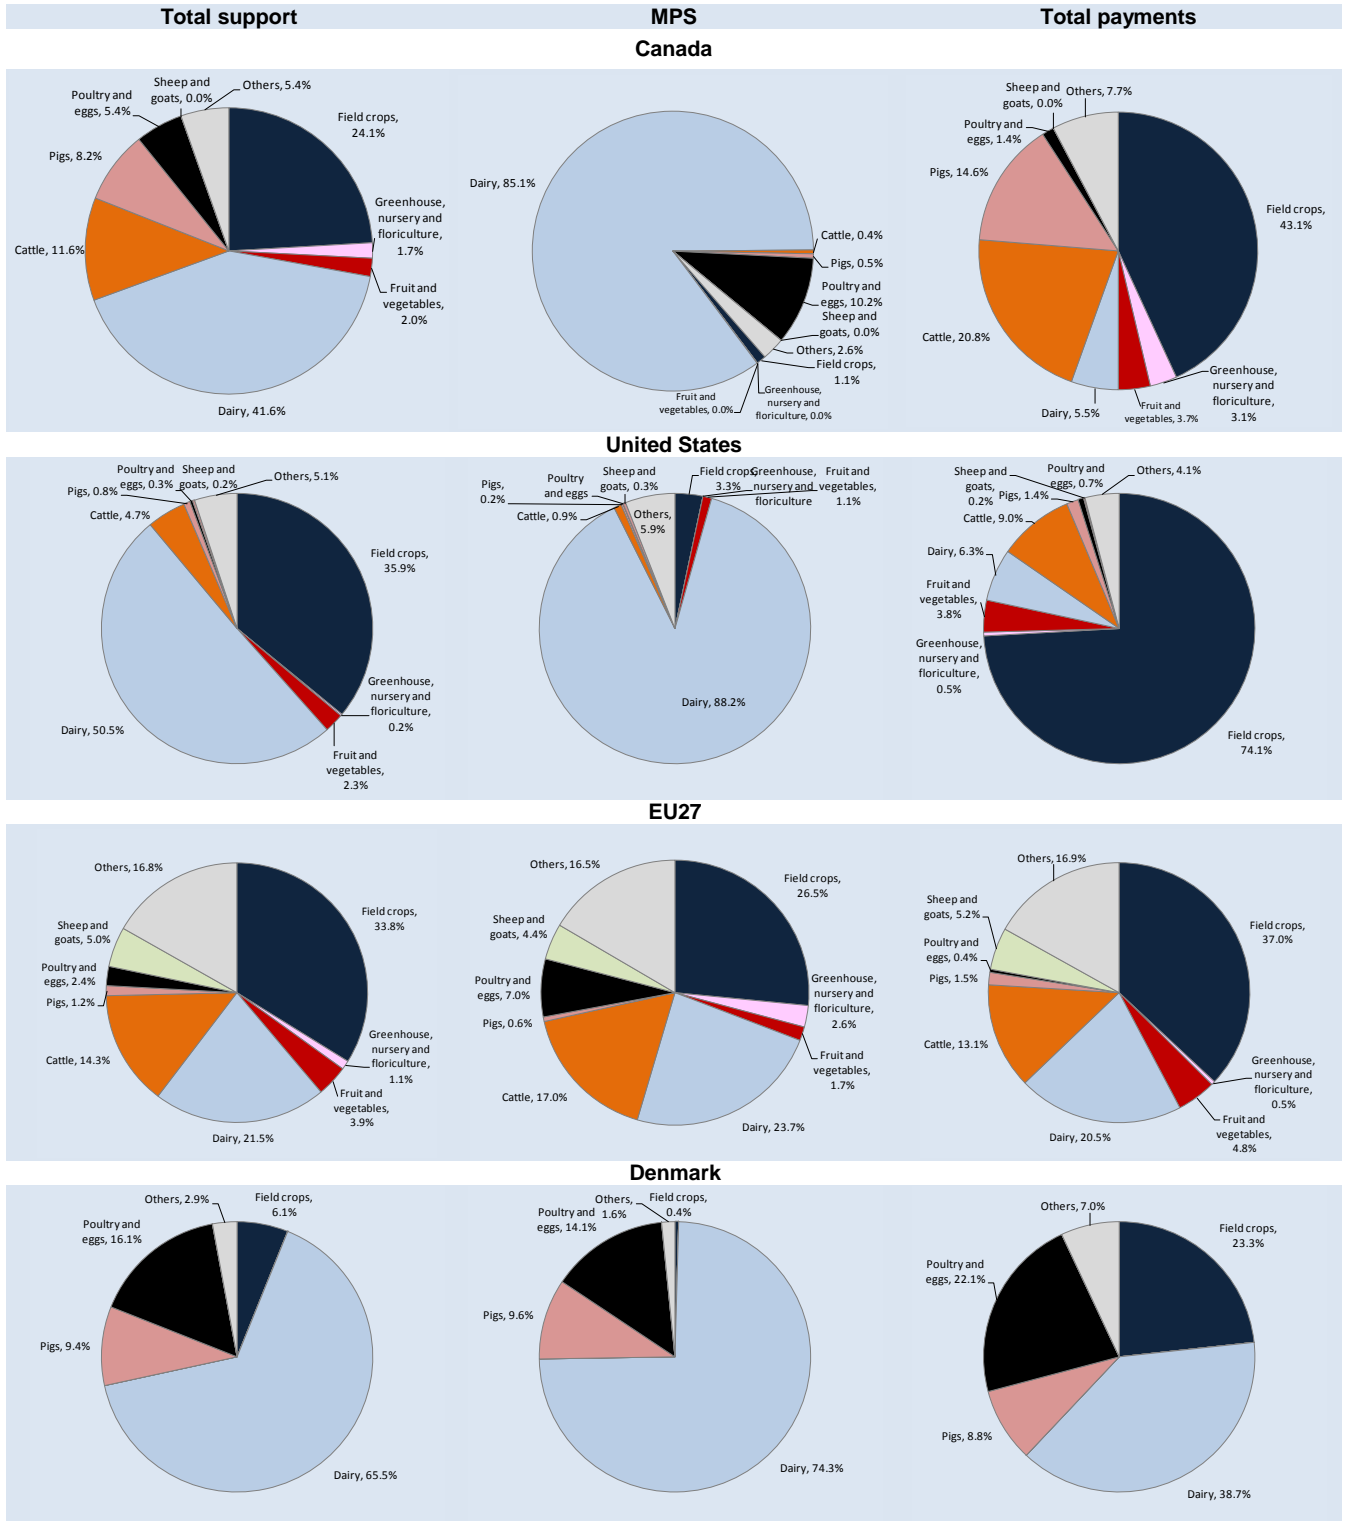 Total support
MPS
Total payments
Canada
Sheep and
goats, 0.0%
Others, 5.4%
Poultry and
eggs, 5.4%
Field crops,
24.1%
Pigs, 8.2%
Greenhouse,
nursery and
floriculture,
1.7%
Cattle, 11.6%
Fruit and
vegetables,
2.0%
Dairy, 41.6%
Dairy, 85.1%
Cattle, 0.4%
Pigs, 0.5%
Poultry and
eggs, 10.2%
Sheep and
goats, 0.0%
Others, 2.6%
Field crops,
1.1%
Greenhouse,
nursery and
floriculture, 0.0%
Fruit and
vegetables, 0.0%
Sheep and
goats, 0.0%
Others, 7.7%
Poultry and
eggs, 1.4%
Pigs, 14.6%
Field crops,
43.1%
Cattle, 20.8%
Greenhouse,
nursery and
floriculture,
3.1%
Dairy, 5.5%
Fruit and
vegetables, 3.7%
United States
Poultry and
eggs, 0.3%
Sheep and
goats, 0.2%
Others, 5.1%
Pigs, 0.8%
Cattle, 4.7%
Field crops,
35.9%
Greenhouse,
nursery and
floriculture,
0.2%
Dairy, 50.5%
Fruit and
vegetables,
2.3%
Pigs,
0.2%
Poultry
and eggs
Sheep and
goats, 0.3%
Field crops,
3.3%
Greenhouse,
nursery and
floriculture
Fruit and
vegetables,
1.1%
Cattle, 0.9%
Others,
5.9%
Dairy, 88.2%
Sheep and
goats,
0.2%
Poultry and
eggs, 0.7%
Others, 4.1%
Pigs, 1.4%
Cattle, 9.0%
Dairy, 6.3%
Fruit and
vegetables,
3.8%
Greenhouse,
nursery and
floriculture,
0.5%
Field crops,
74.1%
EU27
Others, 16.8%
Field crops,
33.8%
Sheep and
goats, 5.0%
Poultry and
eggs, 2.4%
Pigs, 1.2%
Greenhouse,
nursery and
floriculture,
1.1%
Cattle, 14.3%
Fruit and
vegetables,
3.9%
Dairy, 21.5%
Others, 16.5%
Field crops,
26.5%
Sheep and
goats, 4.4%
Poultry and
eggs, 7.0%
Greenhouse,
nursery and
floriculture,
2.6%
Pigs, 0.6%
Fruit and
vegetables,
1.7%
Cattle, 17.0%
Dairy, 23.7%
Others, 16.9%
Sheep and
goats, 5.2%
Field crops,
37.0%
Poultry and
eggs, 0.4%
Pigs, 1.5%
Cattle, 13.1%
Greenhouse,
nursery and
floriculture,
0.5%
Fruit and
vegetables,
4.8%
Dairy, 20.5%
Denmark
Others, 2.9%
Field crops,
6.1%
Poultry and
eggs, 16.1%
Pigs, 9.4%
Dairy, 65.5%
Others,
1.6%
Field crops,
0.4%
Poultry and
eggs, 14.1%
Pigs, 9.6%
Dairy, 74.3%
Others, 7.0%
Field crops,
23.3%
Poultry and
eggs, 22.1%
Pigs, 8.8%
Dairy, 38.7%